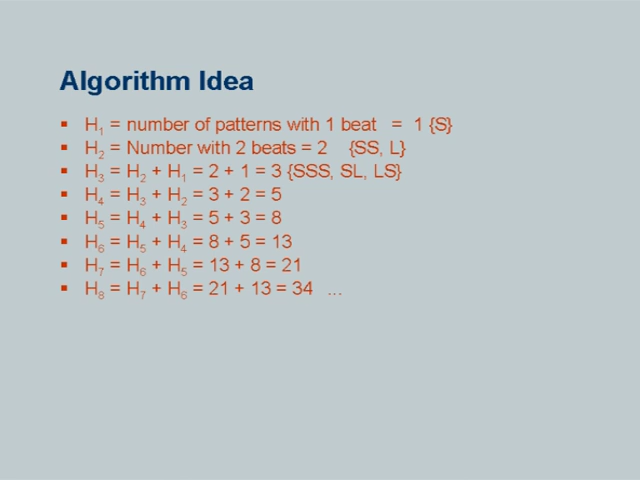 Algorithm Idea
▪ H₁ = number of patterns with 1 beat = 1 {S}
▪ H₂ = Number with 2 beats = 2 {SS, L}
▪ H₃ = H₂ + H₁ = 2 + 1 = 3 {SSS, SL, LS}
▪ H₄ = H₃ + H₂ = 3 + 2 = 5
▪ H₅ = H₄ + H₃ = 5 + 3 = 8
▪ H₆ = H₅ + H₄ = 8 + 5 = 13
▪ H₇ = H₆ + H₅ = 13 + 8 = 21
▪ H₈ = H₇ + H₆ = 21 + 13 = 34 ...